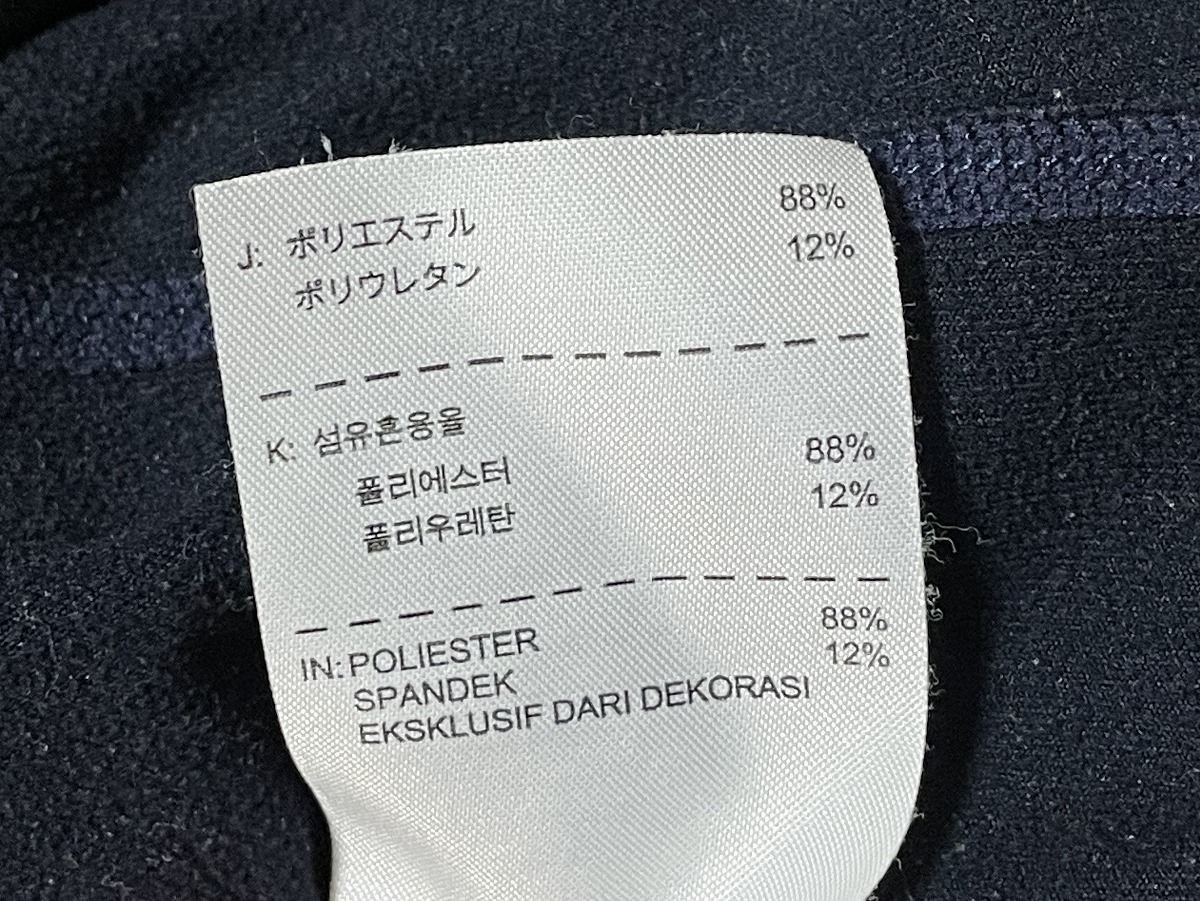 J: ポリエステル 88%
ポリウレタン 12%
K: 섬유혼용율
폴리에스터 88%
폴리우레탄 12%
IN: POLIESTER 88%
SPANDEK 12%
EKSKLUSIF DARI DEKORASI